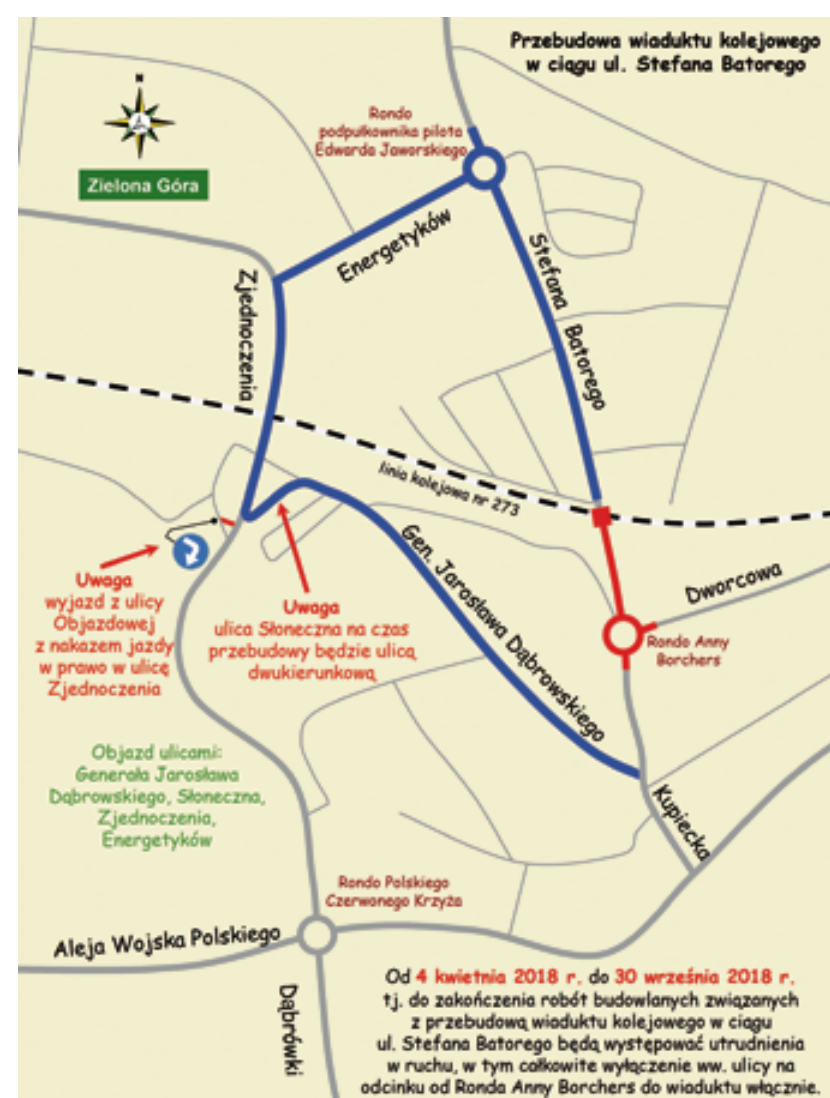 Przebudowa wiaduktu kolejowego
w ciągu ul. Stefana Batorego
N
Rondo
podpułkownika pilota
Edwarda Jaworskiego
Zielona Góra
Energetyków
Stefana Batorego
Zjednoczenia
linia kolejowa nr 273
Gen. Jarosława Dąbrowskiego
Dworcowa
Uwaga
wyjazd z ulicy
Objazdowej
z nakazem jazdy
w prawo w ulicę
Zjednoczenia
Uwaga
ulica Słoneczna na czas
przebudowy będzie ulicą
dwukierunkową
Rondo Anny
Borchers
Objazd ulicami:
Generała Jarosława
Dąbrowskiego, Słoneczna,
Zjednoczenia,
Energetyków
Kupiecka
Rondo Polskiego
Czerwonego Krzyża
Aleja Wojska Polskiego
Dąbrówki
Od 4 kwietnia 2018 r. do 30 września 2018 r.
tj. do zakończenia robót budowlanych związanych
z przebudową wiaduktu kolejowego w ciągu
ul. Stefana Batorego będą występować utrudnienia
w ruchu, w tym całkowite wyłączenie ww. ulicy na
odcinku od Ronda Anny Borchers do wiaduktu włącznie.